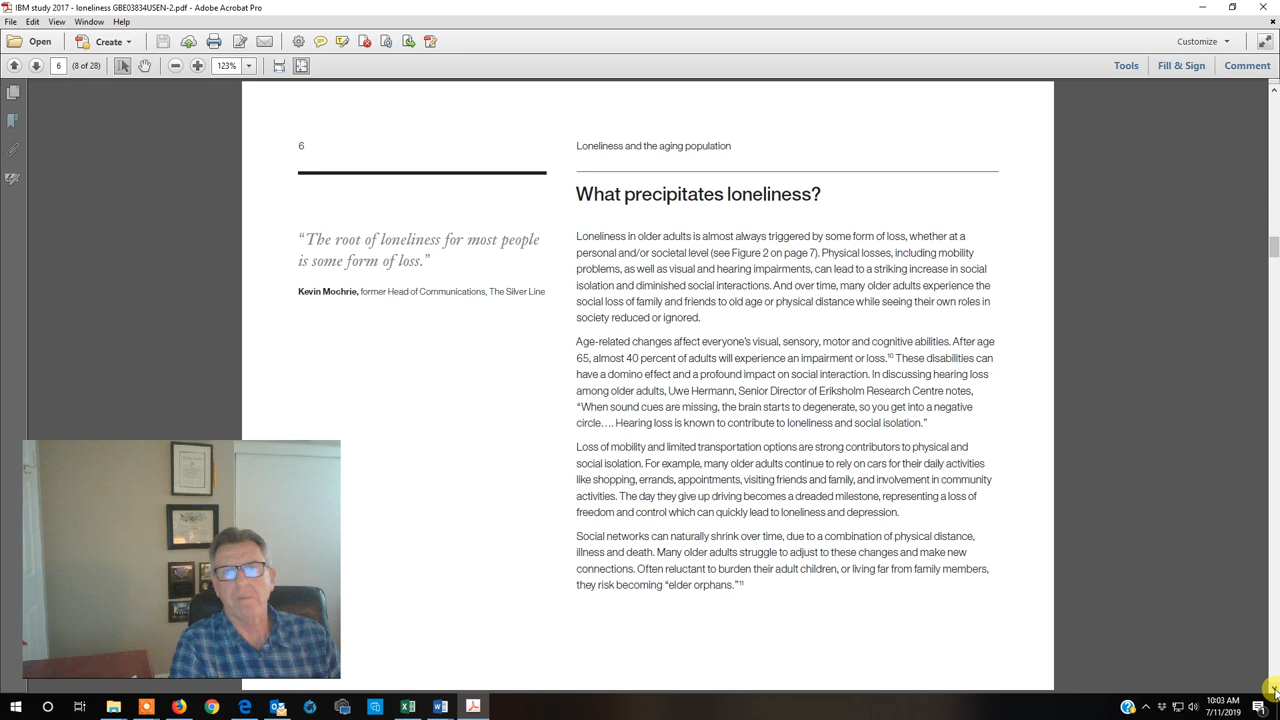 IBM study 2017 - loneliness GBE03834USEN-2.pdf - Adobe Acrobat Pro
File Edit View Window Help
Open Create Customize
6 (8 of 28) 123% Tools Fill & Sign Comment
6
Loneliness and the aging population
What precipitates loneliness?
“The root of loneliness for most people
is some form of loss.”
Kevin Mochrie, former Head of Communications, The Silver Line
Loneliness in older adults is almost always triggered by some form of loss, whether at a
personal and/or societal level (see Figure 2 on page 7). Physical losses, including mobility
problems, as well as visual and hearing impairments, can lead to a striking increase in social
isolation and diminished social interactions. And over time, many older adults experience the
social loss of family and friends to old age or physical distance while seeing their own roles in
society reduced or ignored.
Age-related changes affect everyone’s visual, sensory, motor and cognitive abilities. After age
65, almost 40 percent of adults will experience an impairment or loss.10 These disabilities can
have a domino effect and a profound impact on social interaction. In discussing hearing loss
among older adults, Uwe Hermann, Senior Director of Eriksholm Research Centre notes,
“When sound cues are missing, the brain starts to degenerate, so you get into a negative
circle…. Hearing loss is known to contribute to loneliness and social isolation.”
Loss of mobility and limited transportation options are strong contributors to physical and
social isolation. For example, many older adults continue to rely on cars for their daily activities
like shopping, errands, appointments, visiting friends and family, and involvement in community
activities. The day they give up driving becomes a dreaded milestone, representing a loss of
freedom and control which can quickly lead to loneliness and depression.
Social networks can naturally shrink over time, due to a combination of physical distance,
illness and death. Many older adults struggle to adjust to these changes and make new
connections. Often reluctant to burden their adult children, or living far from family members,
they risk becoming “elder orphans.”11
10:03 AM
7/11/2019